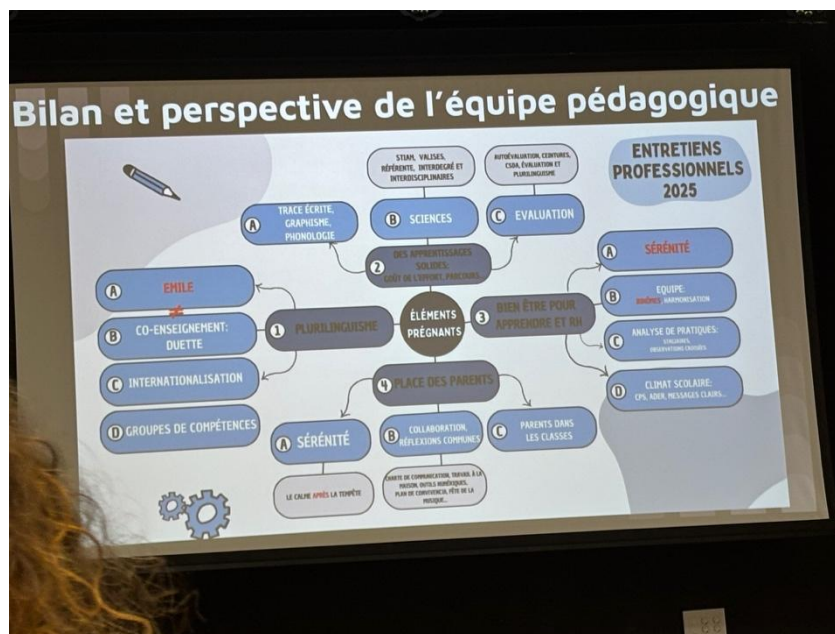 Bilan et perspective de l'équipe pédagogique
ENTRETIENS
PROFESSIONNELS
2025
ÉLÉMENTS
PRÉGNANTS
1 PLURILINGUISME
A EMILE
≠
B CO-ENSEIGNEMENT:
DUETTE
C INTERNATIONALISATION
D GROUPES DE COMPÉTENCES
2 DES APPRENTISSAGES
SOLIDES:
GOÛT DE L'EFFORT, PARCOURS...
A TRACE ÉCRITE,
GRAPHISME,
PHONOLOGIE
B SCIENCES
STIAM, VALISES,
RÉFÉRENTE, INTERDEGRÉ ET
INTERDISCIPLINAIRES
C EVALUATION
AUTOÉVALUATION, CEINTURES,
CSDA, ÉVALUATION ET
PLURILINGUISME
3 BIEN ÊTRE POUR
APPRENDRE ET RH
A SÉRÉNITÉ
B EQUIPE:
BINÔMES HARMONISATION
C ANALYSE DE PRATIQUES:
STAGIAIRES,
OBSERVATIONS CROISÉES
D CLIMAT SCOLAIRE:
CPS, ADER, MESSAGES CLAIRS...
4 PLACE DES PARENTS
A SÉRÉNITÉ
LE CALME APRÈS LA TEMPÊTE
B COLLABORATION,
RÉFLEXIONS COMMUNES
CHARTE DE COMMUNICATION, TRAVAIL À LA
MAISON, OUTILS NUMÉRIQUES,
PLAN DE CONVIVENCIA, FÊTE DE LA
MUSIQUE...
C PARENTS DANS
LES CLASSES